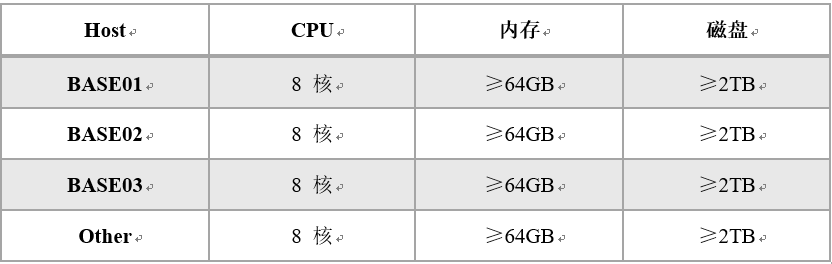 Host CPU 内存 磁盘
BASE01 8 核 ≥64GB ≥2TB
BASE02 8 核 ≥64GB ≥2TB
BASE03 8 核 ≥64GB ≥2TB
Other 8 核 ≥64GB ≥2TB